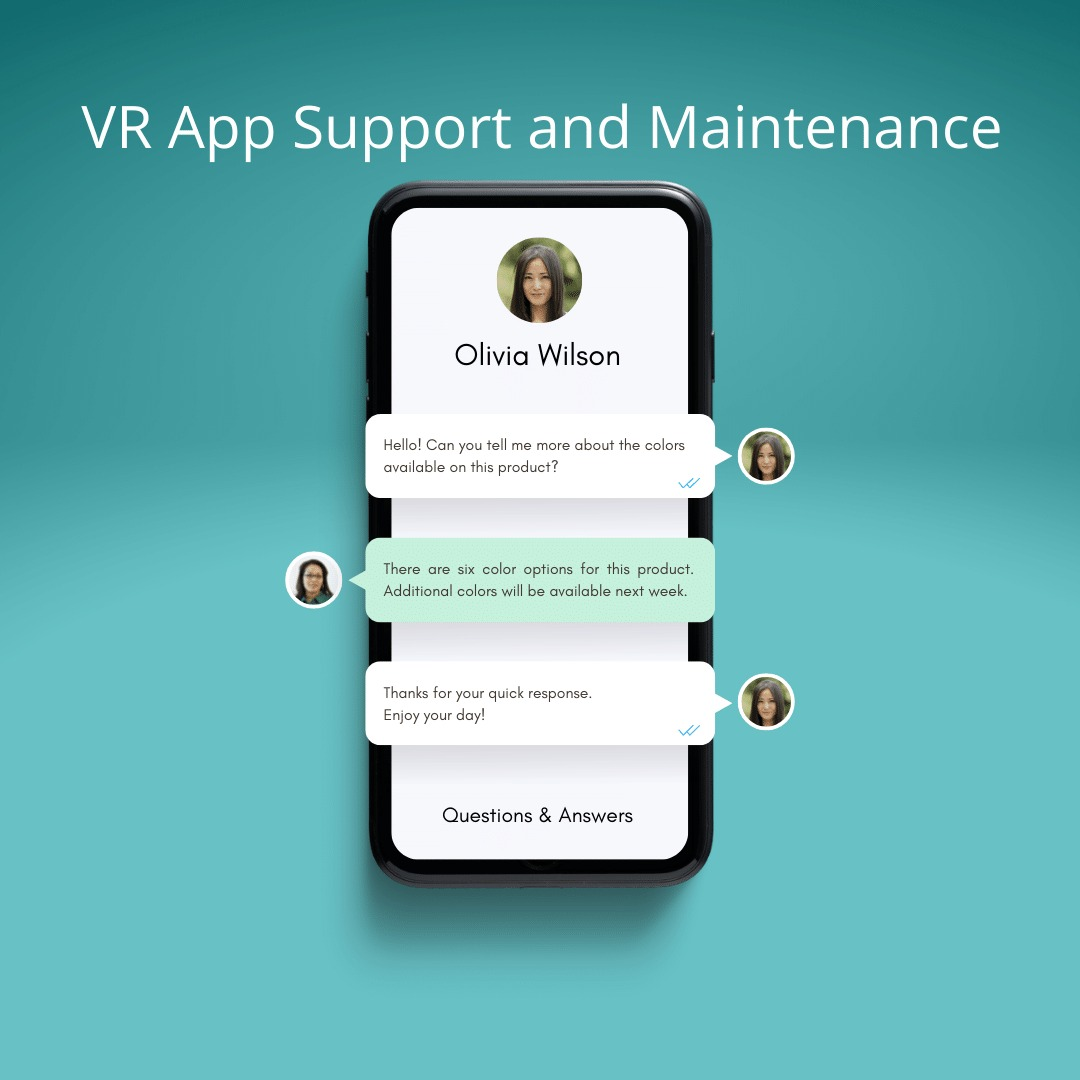 VR App Support and Maintenance
Olivia Wilson
Hello! Can you tell me more about the colors
available on this product?
There are six color options for this product.
Additional colors will be available next week.
Thanks for your quick response.
Enjoy your day!
Questions & Answers